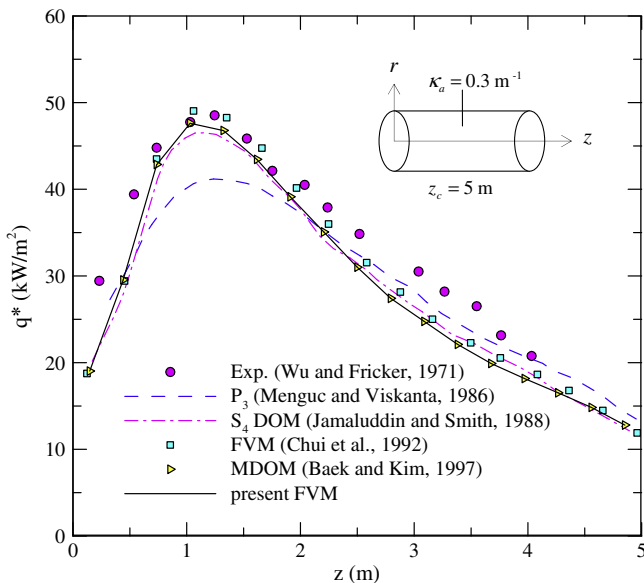 60
50
40
30
20
10
0
q* (kW/m²)
r
κₐ = 0.3 m⁻¹
z
z_c = 5 m
Exp. (Wu and Fricker, 1971)
P₃ (Menguc and Viskanta, 1986)
S₄ DOM (Jamaluddin and Smith, 1988)
FVM (Chui et al., 1992)
MDOM (Baek and Kim, 1997)
present FVM
0 1 2 3 4 5
z (m)